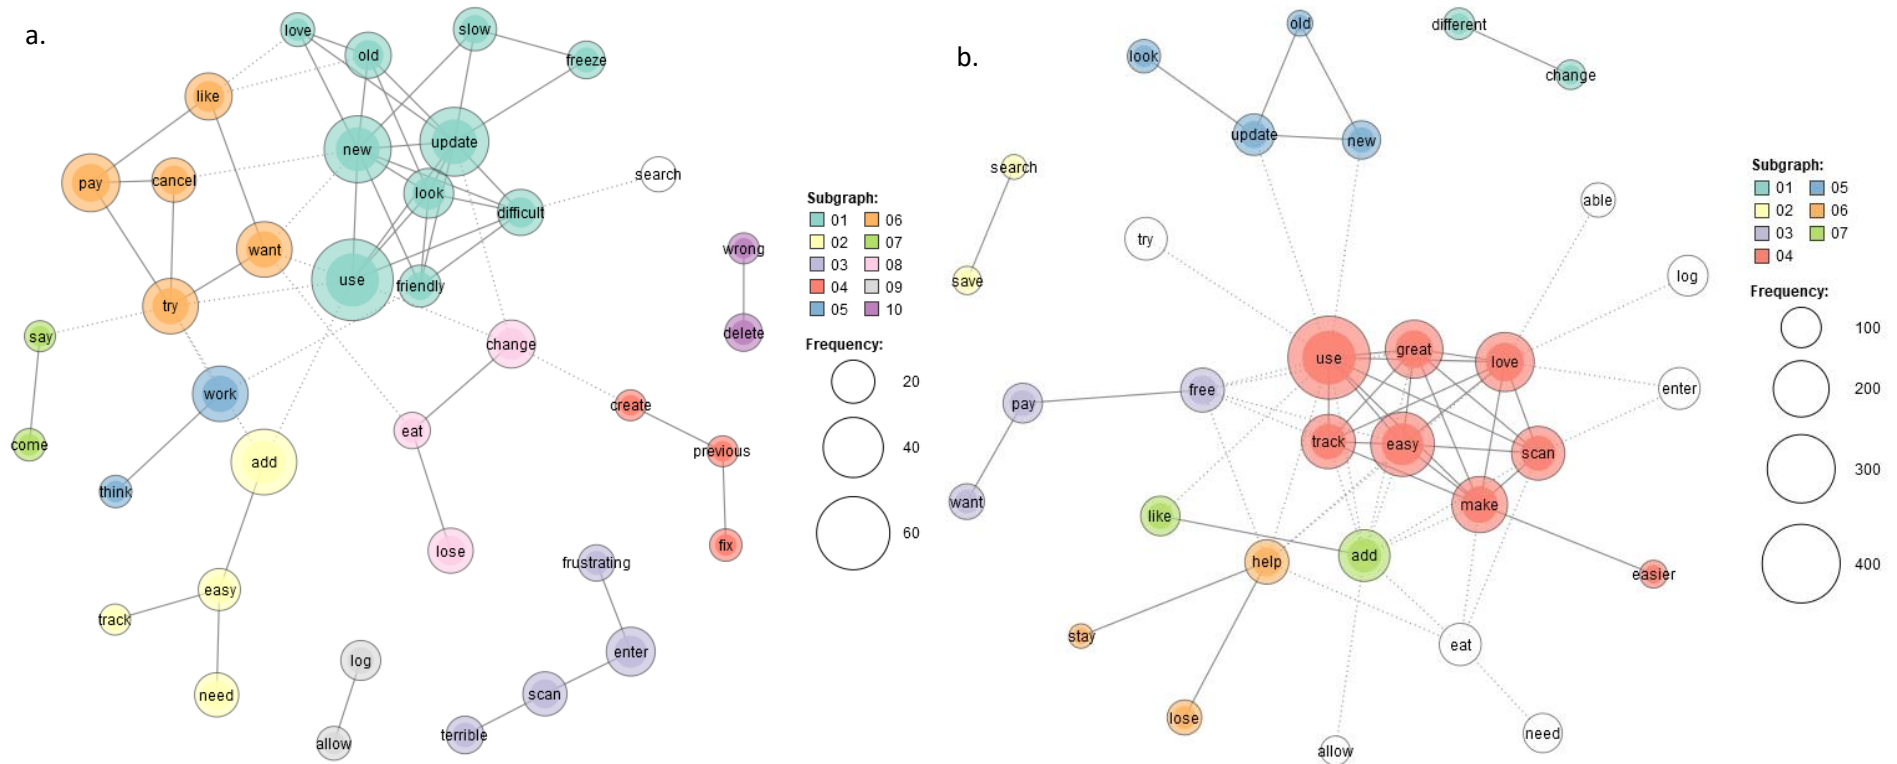 a.
love
old
slow
freeze
like
new
update
pay
cancel
look
search
difficult
want
use
friendly
try
say
change
wrong
delete
work
come
add
eat
create
previous
think
lose
fix
easy
track
need
frustrating
enter
log
scan
allow
terrible
Subgraph:
01 06
02 07
03 08
04 09
05 10
Frequency:
20
40
60
b.
old
different
look
change
update
new
search
save
try
able
log
use
great
love
enter
pay
free
track
easy
scan
want
like
make
help
add
easier
stay
eat
lose
need
allow
Subgraph:
01 05
02 06
03 07
04
Frequency:
100
200
300
400